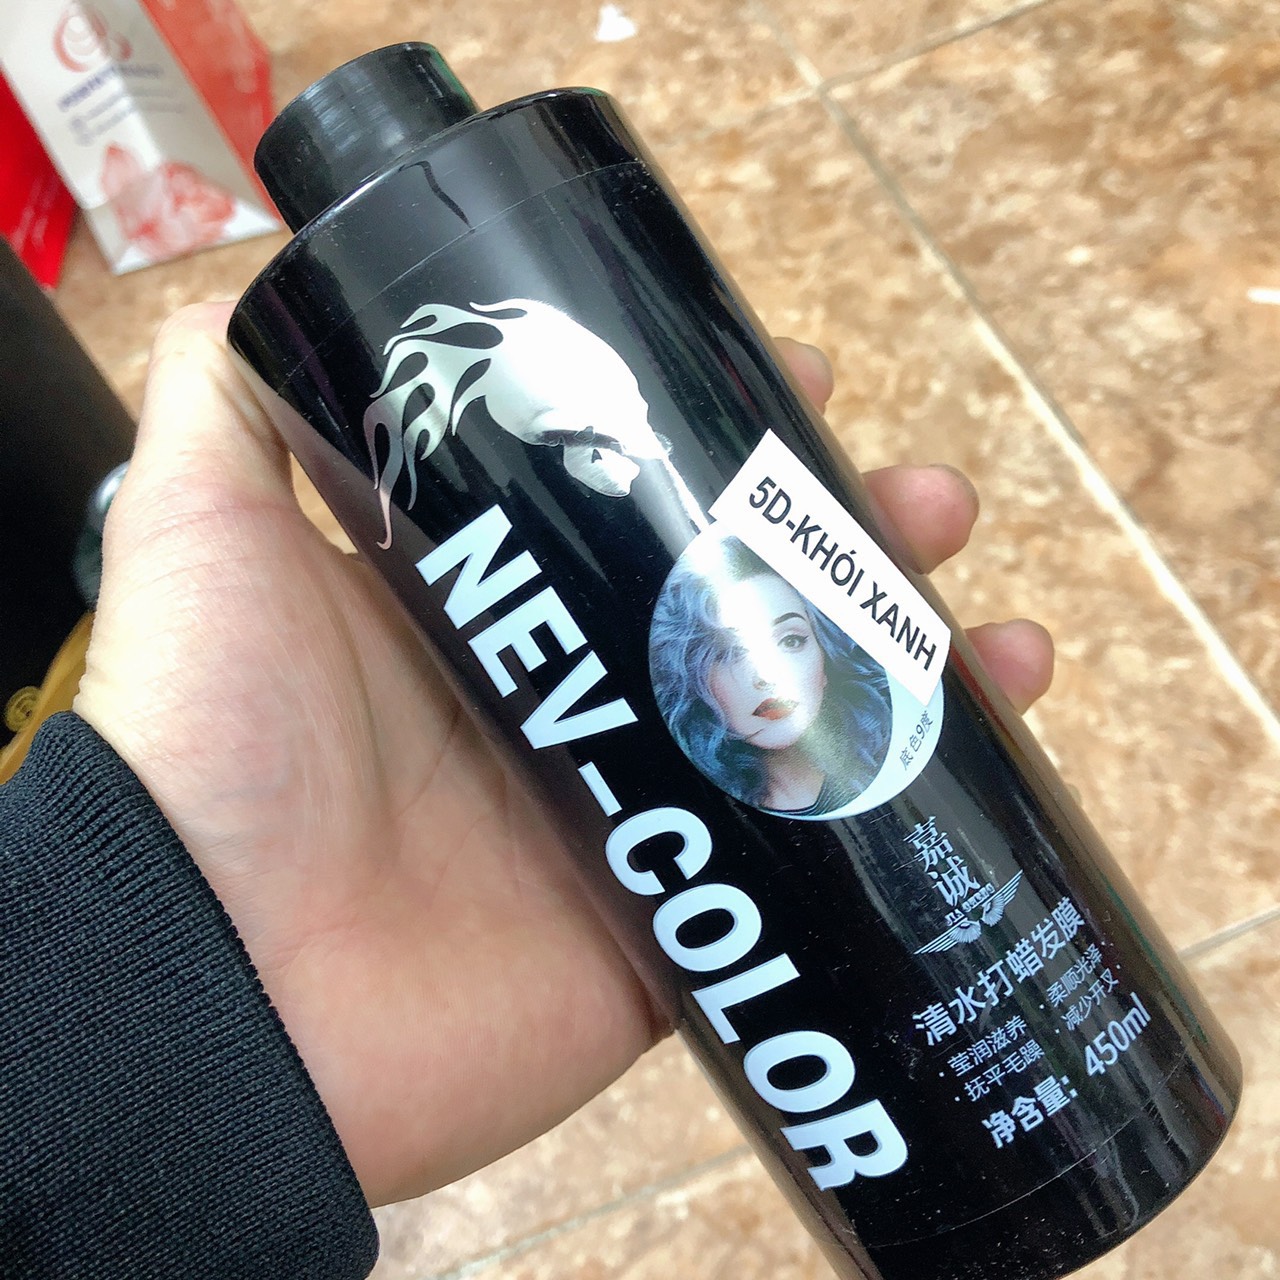 5D-KHÓI XANH
NEV-COLOR
底色9度
嘉诚
JIACHENG
清水打蜡发膜
·莹润滋养 ·柔顺光泽
·抚平毛躁 ·减少开叉
净含量: 450ml